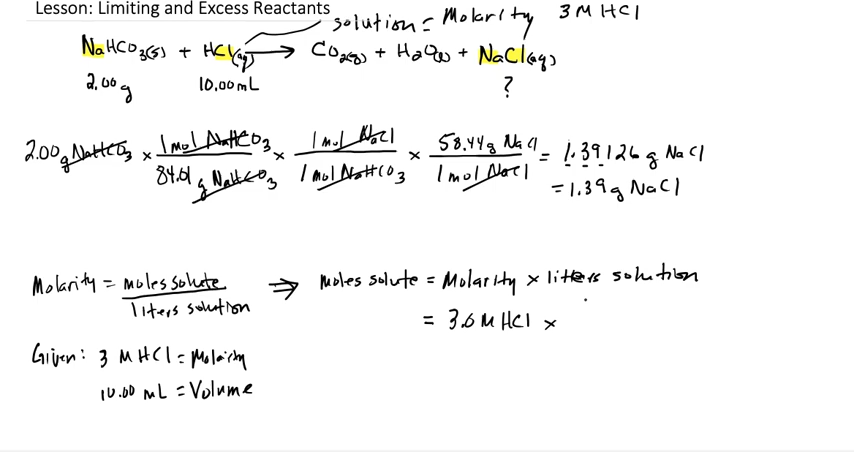 Lesson: Limiting and Excess Reactants
solution = Molarity 3 M HCl
NaHCO3(s) + HCl(aq) → CO2(g) + H2O(l) + NaCl(aq)
2.00 g 10.00 mL ?
2.00 g NaHCO3 × 1 mol NaHCO3 / 84.01 g NaHCO3 × 1 mol NaCl / 1 mol NaHCO3 × 58.44 g NaCl / 1 mol NaCl = 1.39126 g NaCl
= 1.39 g NaCl
Molarity = moles solute / liters solution ⇒ moles solute = Molarity × liters solution
= 3.0 M HCl ×
Given: 3 M HCl = Molarity
10.00 mL = Volume